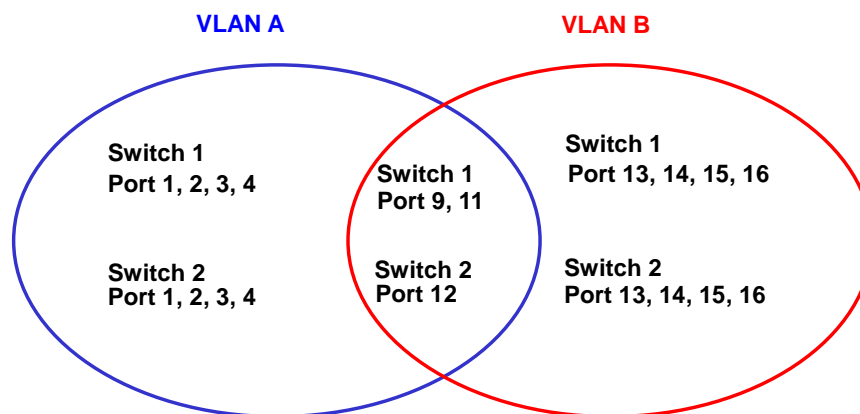 VLAN A
VLAN B
Switch 1
Port 1, 2, 3, 4
Switch 2
Port 1, 2, 3, 4
Switch 1
Port 9, 11
Switch 2
Port 12
Switch 1
Port 13, 14, 15, 16
Switch 2
Port 13, 14, 15, 16